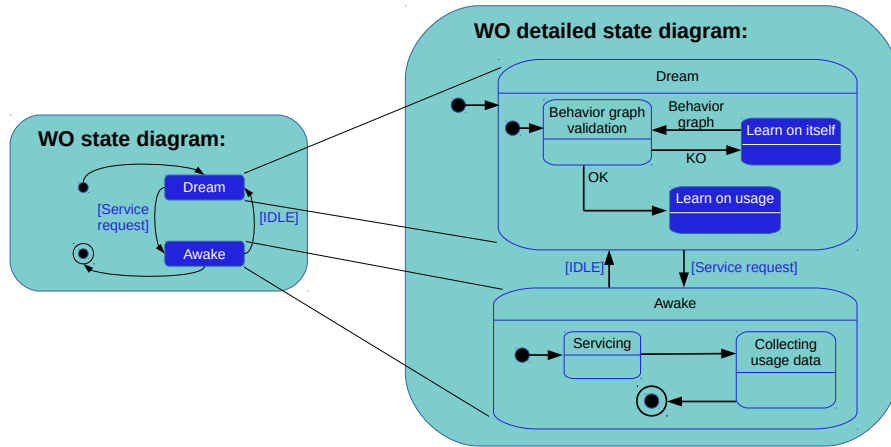 WO state diagram:
Dream
[Service
request]
[IDLE]
Awake
WO detailed state diagram:
Dream
Behavior graph
validation
Behavior
graph
Learn on itself
KO
OK
Learn on usage
[IDLE]
[Service request]
Awake
Servicing
Collecting
usage data